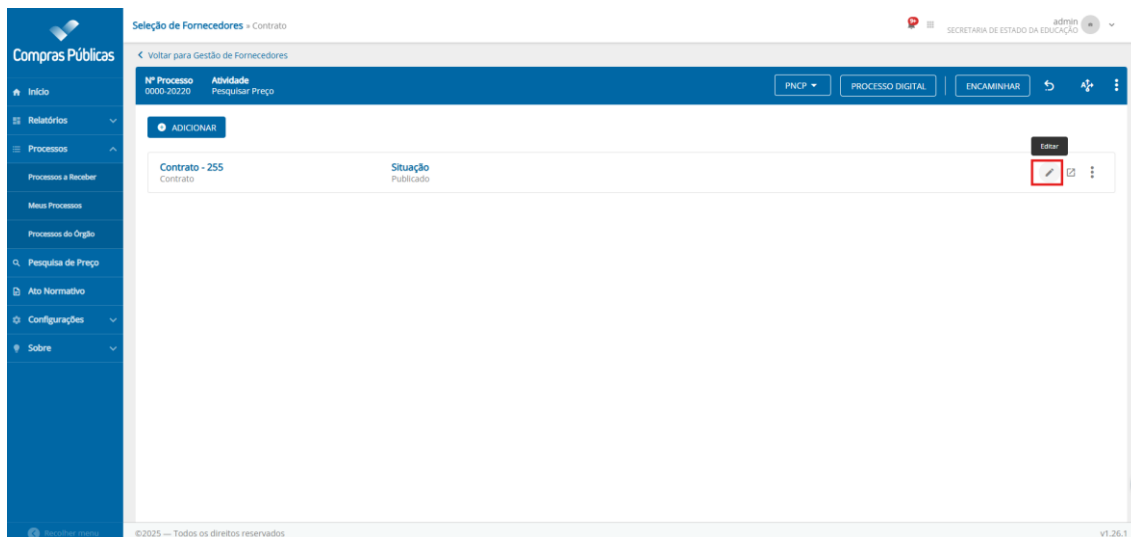 Compras Públicas
Início
Relatórios
Processos
Processos a Receber
Meus Processos
Processos do Órgão
Pesquisa de Preço
Ato Normativo
Configurações
Sobre
Recolher menu
Seleção de Fornecedores » Contrato
9+
admin
SECRETARIA DE ESTADO DA EDUCAÇÃO
Voltar para Gestão de Fornecedores
Nº Processo Atividade
0000-20220 Pesquisar Preço
PNCP
PROCESSO DIGITAL
ENCAMINHAR
ADICIONAR
Editar
Contrato - 255 Situação
Contrato Publicado
©2025 — Todos os direitos reservados
v1.26.1